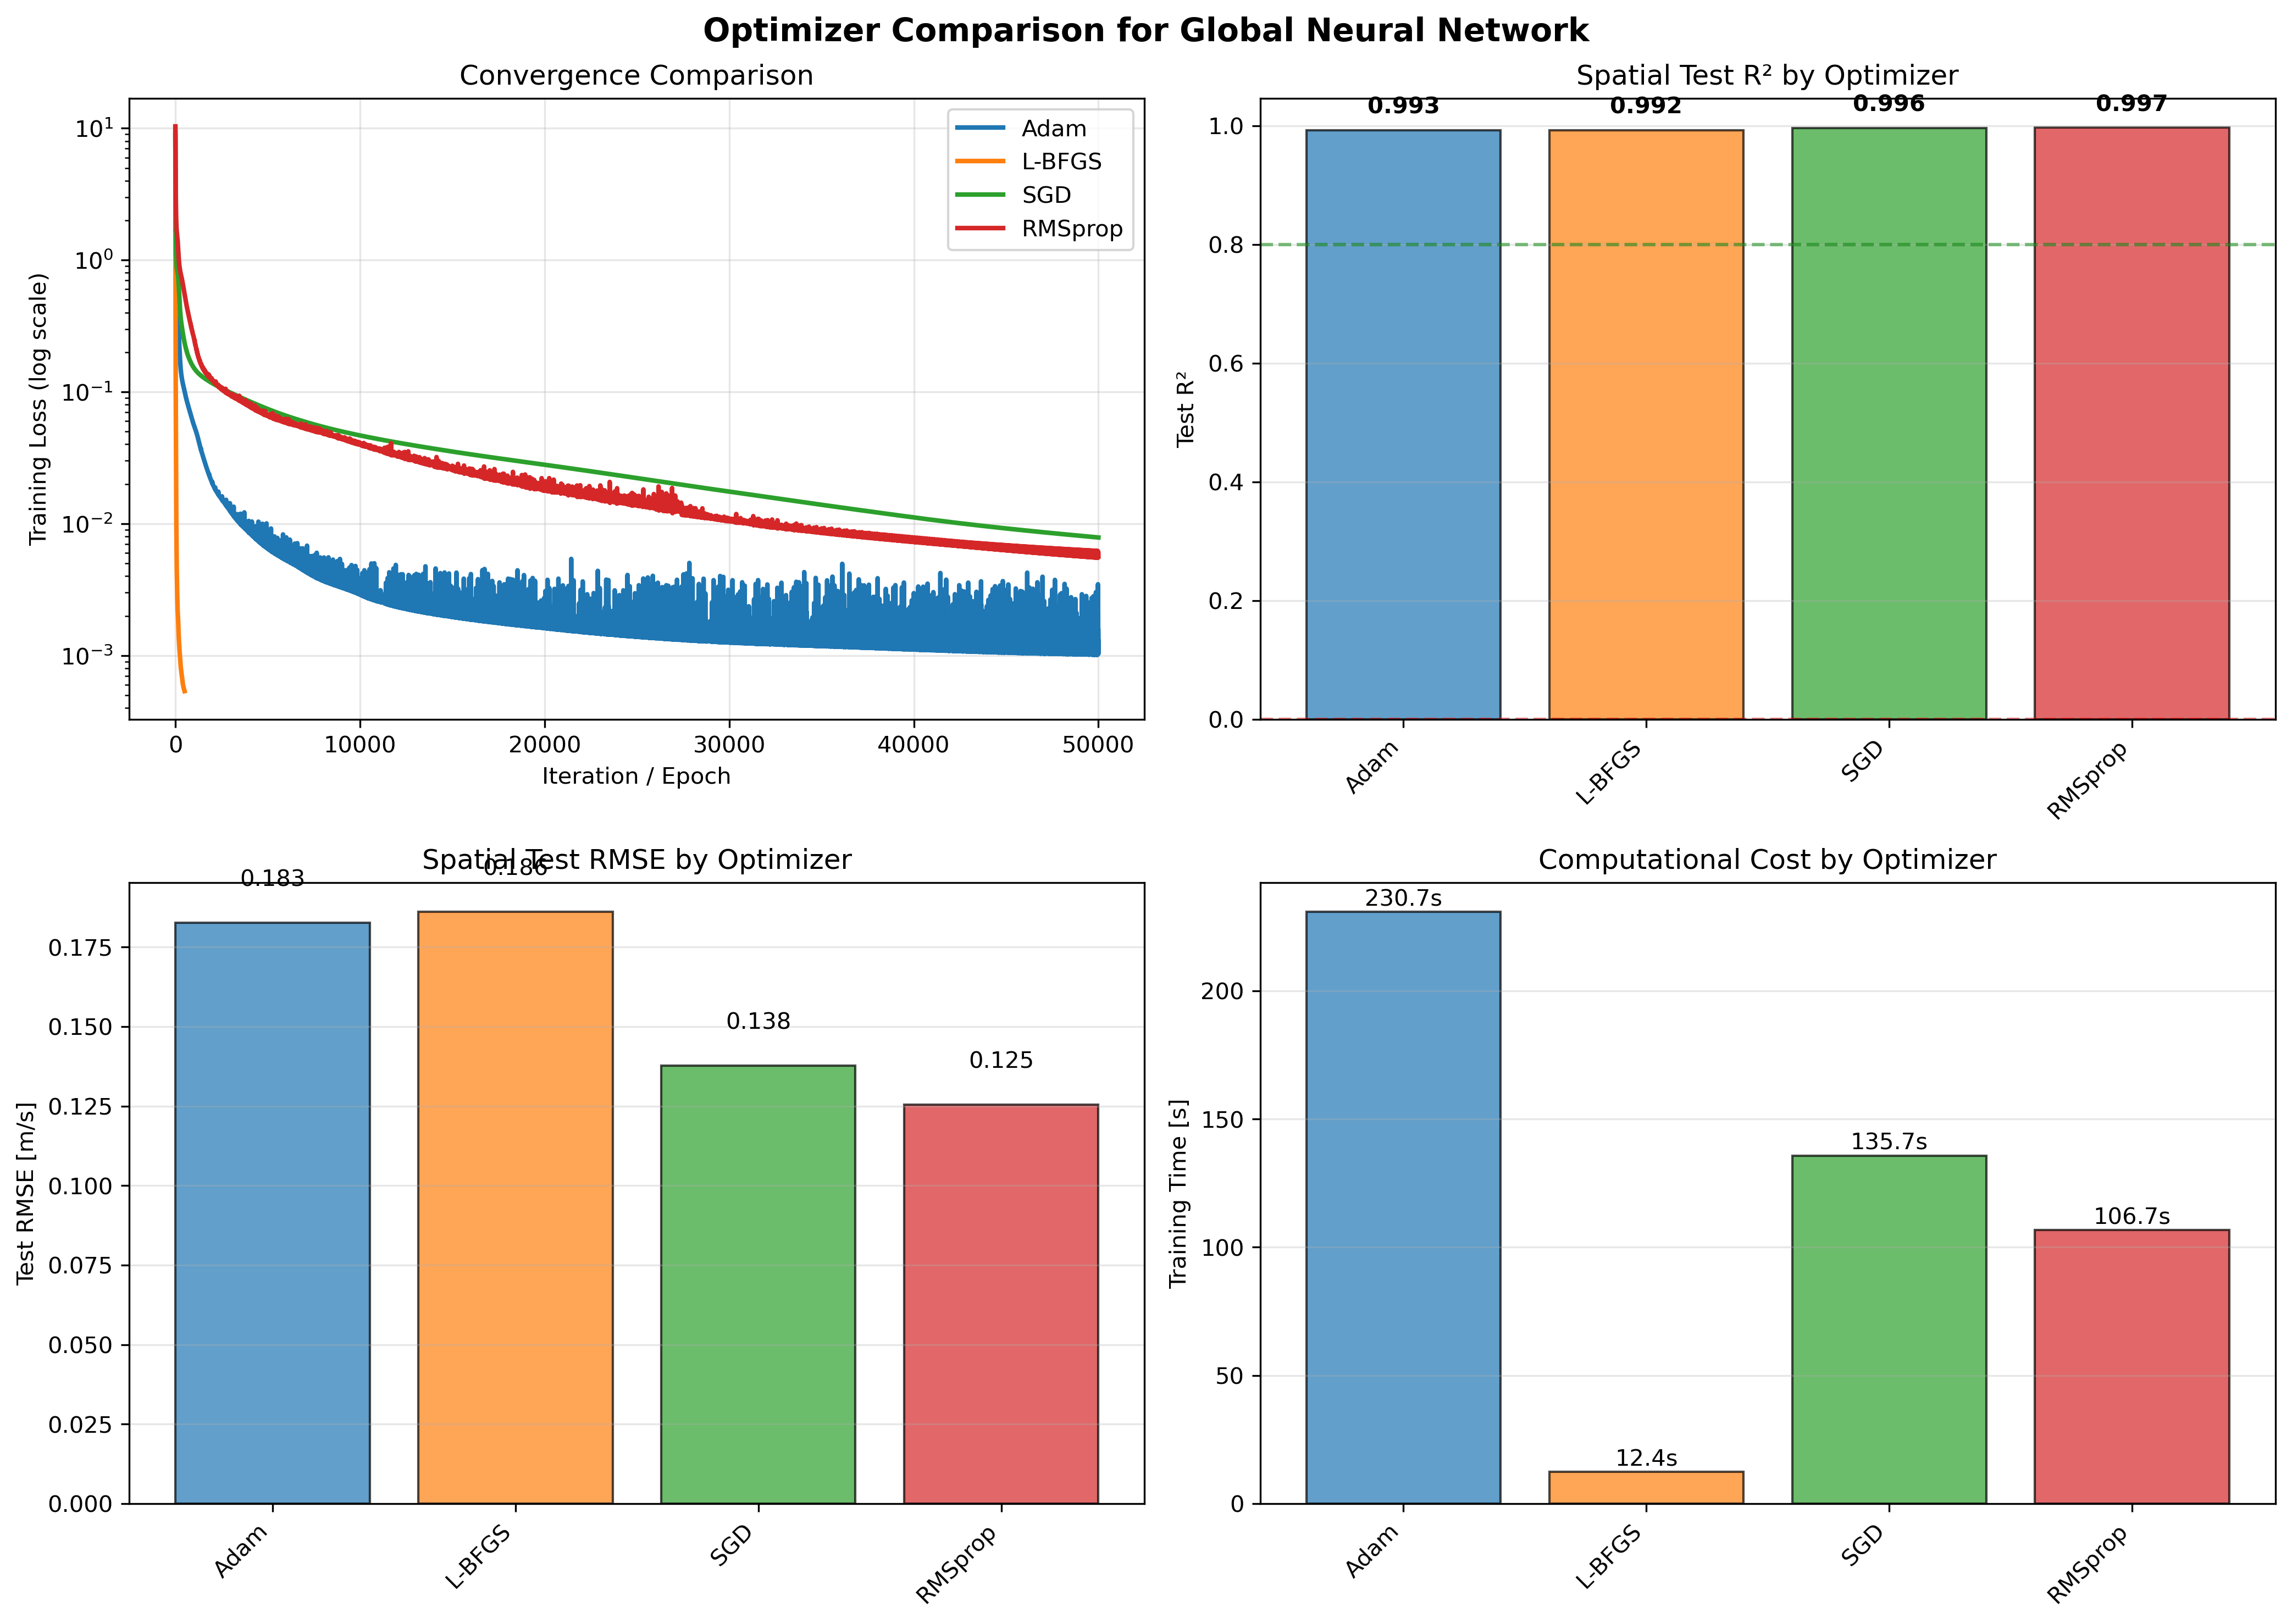 Optimizer Comparison for Global Neural Network
Convergence Comparison
Training Loss (log scale)
10¹
10⁰
10⁻¹
10⁻²
10⁻³
Adam
L-BFGS
SGD
RMSprop
0 10000 20000 30000 40000 50000
Iteration / Epoch
Spatial Test R² by Optimizer
Test R²
1.0
0.8
0.6
0.4
0.2
0.0
0.993 0.992 0.996 0.997
Adam L-BFGS SGD RMSprop
Spatial Test RMSE by Optimizer
Test RMSE [m/s]
0.175
0.150
0.125
0.100
0.075
0.050
0.025
0.000
0.183 0.186 0.138 0.125
Adam L-BFGS SGD RMSprop
Computational Cost by Optimizer
Training Time [s]
200
150
100
50
0
230.7s 12.4s 135.7s 106.7s
Adam L-BFGS SGD RMSprop